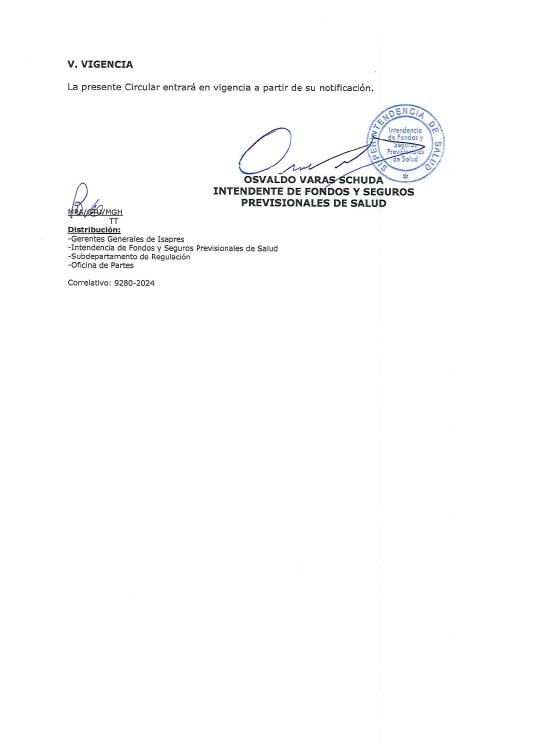 V. VIGENCIA
La presente Circular entrará en vigencia a partir de su notificación.
SUPERINTENDENCIA DE SALUD
Intendencia
de Fondos y
Seguros
Previsionales
de Salud
OSVALDO VARAS SCHUDA
INTENDENTE DE FONDOS Y SEGUROS
PREVISIONALES DE SALUD
/MGH
TT
Distribución:
-Gerentes Generales de Isapres
-Intendencia de Fondos y Seguros Previsionales de Salud
-Subdepartamento de Regulación
-Oficina de Partes
Correlativo: 9280-2024